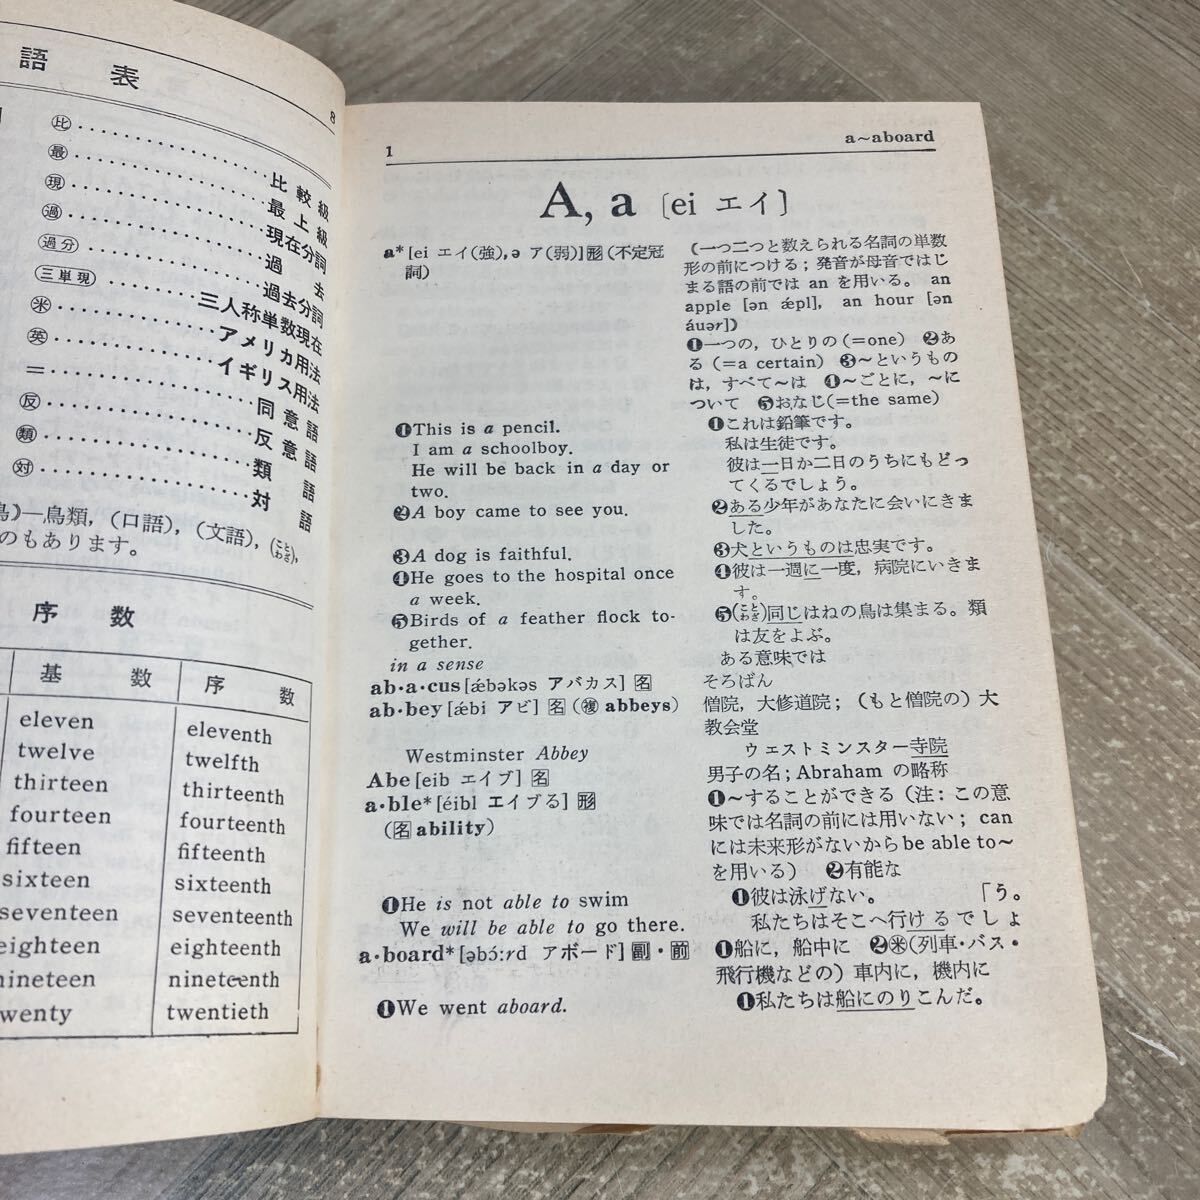 語表
8
㊗比
比較級
最
最上級
現
現在分詞
過
過去
過分
過去分詞
三単現
三人称単数現在
米
アメリカ用法
英
イギリス用法
=
同意語
反
反意語
類
類語
対
対語
鳥)—鳥類, (口語), (文語), (ことわざ),
のもあります。
序数
基数 序数
eleven eleventh
twelve twelfth
thirteen thirteenth
fourteen fourteenth
fifteen fifteenth
sixteen sixteenth
seventeen seventeenth
eighteen eighteenth
nineteen nineteenth
wenty twentieth
1
a~aboard
A, a [ei エイ]
a* [ei エイ(強), ə ア(弱)] 形 (不定冠
詞)
(一つ二つと数えられる名詞の単数
形の前につける; 発音が母音ではじ
まる語の前では an を用いる。 an
apple [ən ǽpl], an hour [ən
áuər])
❶一つの, ひとりの(=one) ❷あ
る(=a certain) ❸~というもの
は, すべて~は ❹~ごとに, ~に
ついて ❺おなじ(=the same)
❶This is a pencil.
❶これは鉛筆です。
I am a schoolboy.
私は生徒です。
He will be back in a day or
two.
彼は一日か二日のうちにもどっ
てくるでしょう。
❷A boy came to see you.
❷ある少年があなたに会いにきま
した。
❸A dog is faithful.
❸犬というものは忠実です。
❹He goes to the hospital once
a week.
❹彼は一週に一度, 病院にいきま
す。
❺Birds of a feather flock to-
gether.
❺(ことわざ)同じはねの鳥は集まる。類
は友をよぶ。
in a sense
ある意味では
ab·a·cus [ǽbəkəs アバカス] 名
そろばん
ab·bey [ǽbi アビ] 名 (複 abbeys)
僧院, 大修道院; (もと僧院の)大
教会堂
Westminster Abbey
ウェストミンスター寺院
Abe [eib エイブ] 名
男子の名; Abraham の略称
a·ble* [éibl エイブる] 形
(名 ability)
❶~することができる (注: この意
味では名詞の前には用いない; can
には未来形がないから be able to~
を用いる) ❷有能な
❶He is not able to swim
❶彼は泳げない。 「う。
We will be able to go there.
私たちはそこへ行けるでしょ
a·board* [əbɔ́:rd アボード] 副・前
❶船に, 船中に ❷米(列車・バス・
飛行機などの) 車内に, 機内に
❶We went aboard.
❶私たちは船にのりこんだ。